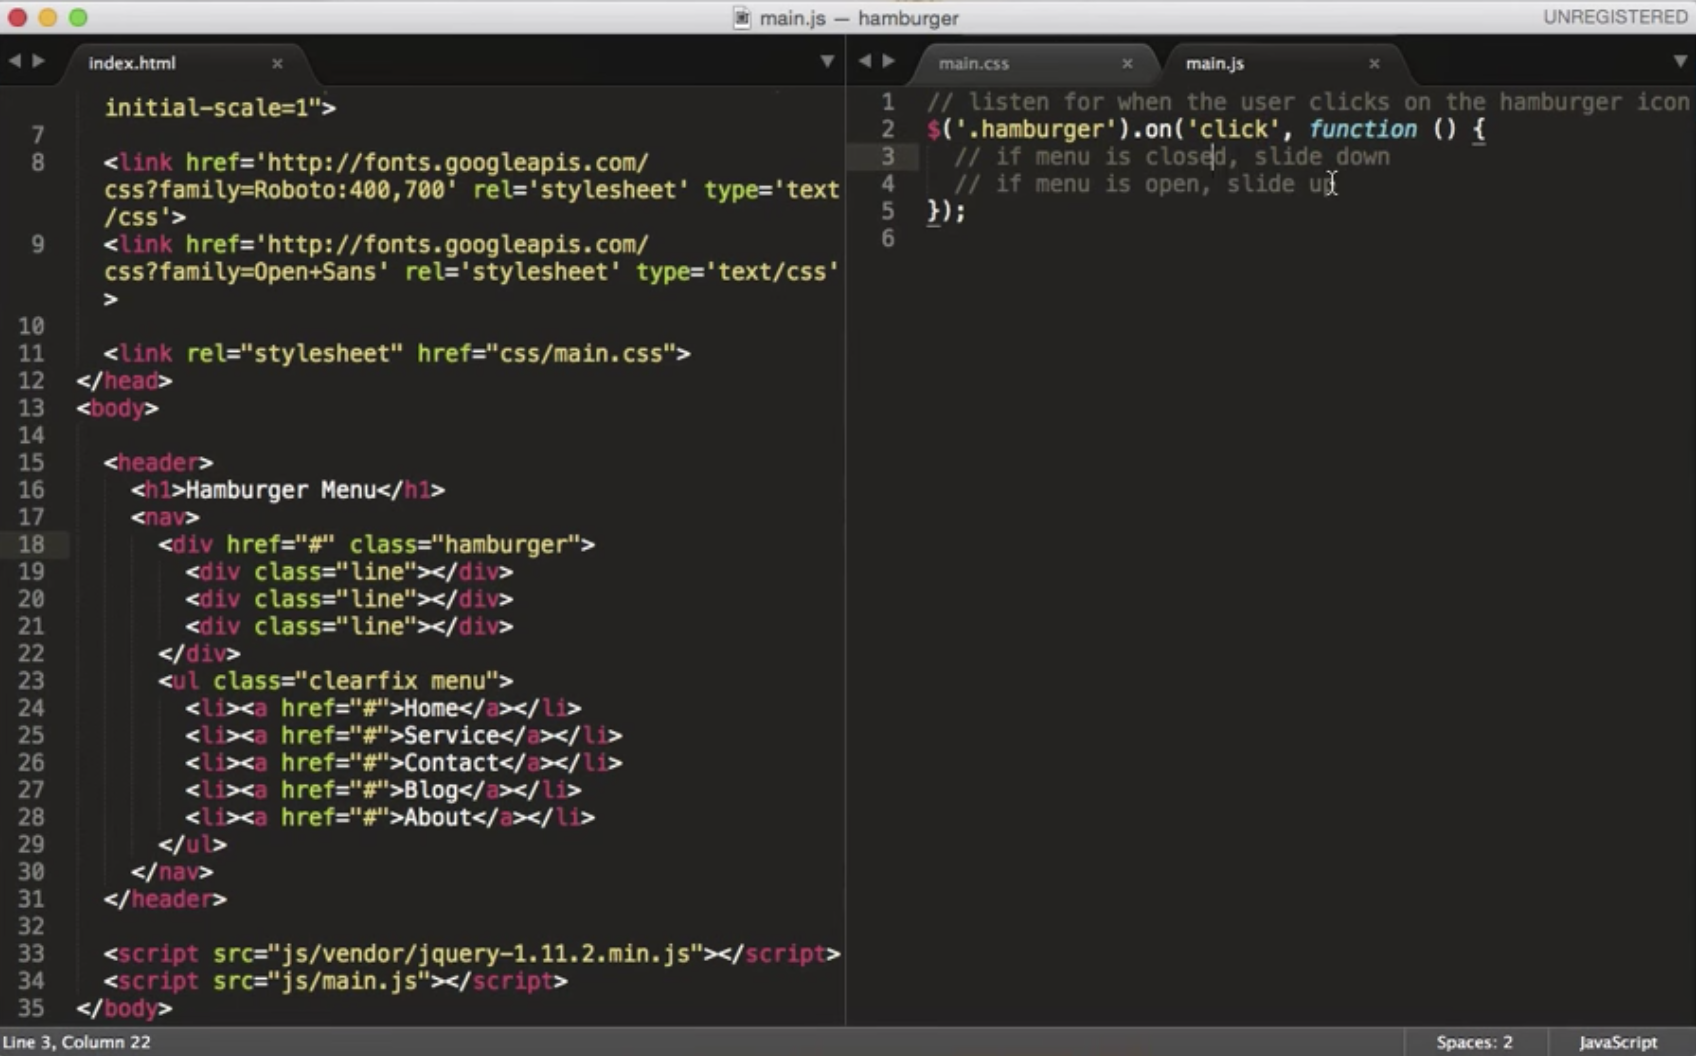 main.js — hamburger
UNREGISTERED
index.html
main.css
main.js
initial-scale=1">
7
8 <link href='http://fonts.googleapis.com/
css?family=Roboto:400,700' rel='stylesheet' type='text
/css'>
9 <link href='http://fonts.googleapis.com/
css?family=Open+Sans' rel='stylesheet' type='text/css'
>
10
11 <link rel="stylesheet" href="css/main.css">
12 </head>
13 <body>
14
15 <header>
16 <h1>Hamburger Menu</h1>
17 <nav>
18 <div href="#" class="hamburger">
19 <div class="line"></div>
20 <div class="line"></div>
21 <div class="line"></div>
22 </div>
23 <ul class="clearfix menu">
24 <li><a href="#">Home</a></li>
25 <li><a href="#">Service</a></li>
26 <li><a href="#">Contact</a></li>
27 <li><a href="#">Blog</a></li>
28 <li><a href="#">About</a></li>
29 </ul>
30 </nav>
31 </header>
32
33 <script src="js/vendor/jquery-1.11.2.min.js"></script>
34 <script src="js/main.js"></script>
35 </body>
1 // listen for when the user clicks on the hamburger icon
2 $('.hamburger').on('click', function () {
3 // if menu is closed, slide down
4 // if menu is open, slide up
5 });
6
Line 3, Column 22
Spaces: 2
JavaScript